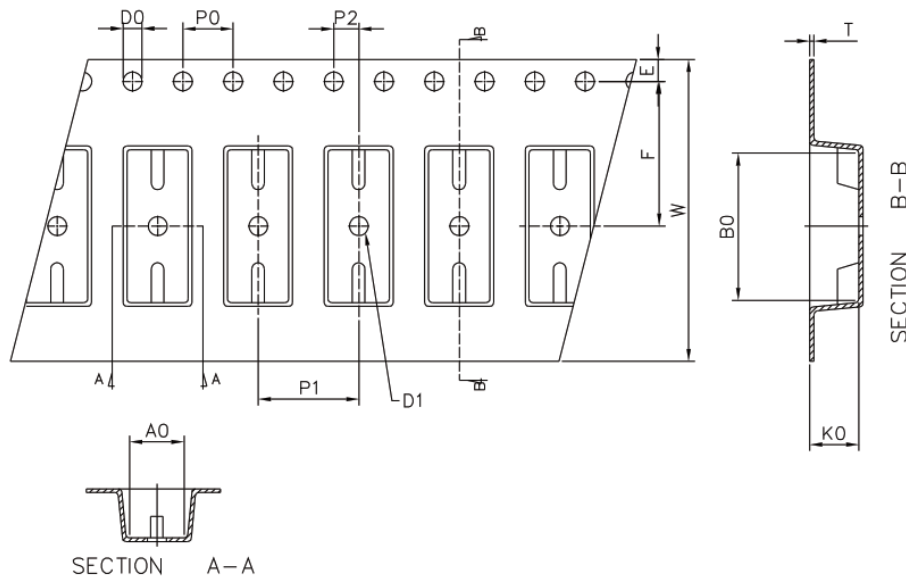 D0
P0
P2
B
T
E
F
W
B0
SECTION B-B
A
A
P1
D1
B
K0
A0
SECTION A-A